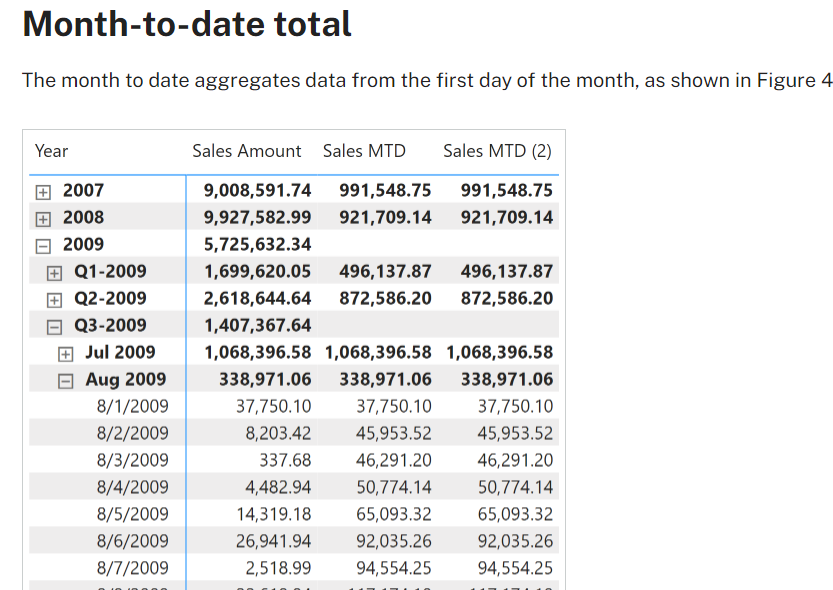 Month-to-date total
The month to date aggregates data from the first day of the month, as shown in Figure 4
Year Sales Amount Sales MTD Sales MTD (2)
2007 9,008,591.74 991,548.75 991,548.75
2008 9,927,582.99 921,709.14 921,709.14
2009 5,725,632.34
Q1-2009 1,699,620.05 496,137.87 496,137.87
Q2-2009 2,618,644.64 872,586.20 872,586.20
Q3-2009 1,407,367.64
Jul 2009 1,068,396.58 1,068,396.58 1,068,396.58
Aug 2009 338,971.06 338,971.06 338,971.06
8/1/2009 37,750.10 37,750.10 37,750.10
8/2/2009 8,203.42 45,953.52 45,953.52
8/3/2009 337.68 46,291.20 46,291.20
8/4/2009 4,482.94 50,774.14 50,774.14
8/5/2009 14,319.18 65,093.32 65,093.32
8/6/2009 26,941.94 92,035.26 92,035.26
8/7/2009 2,518.99 94,554.25 94,554.25